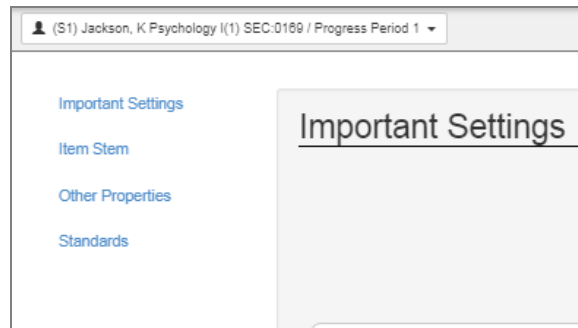 (S1) Jackson, K Psychology I(1) SEC:0169 / Progress Period 1
Important Settings
Item Stem
Other Properties
Standards
Important Settings